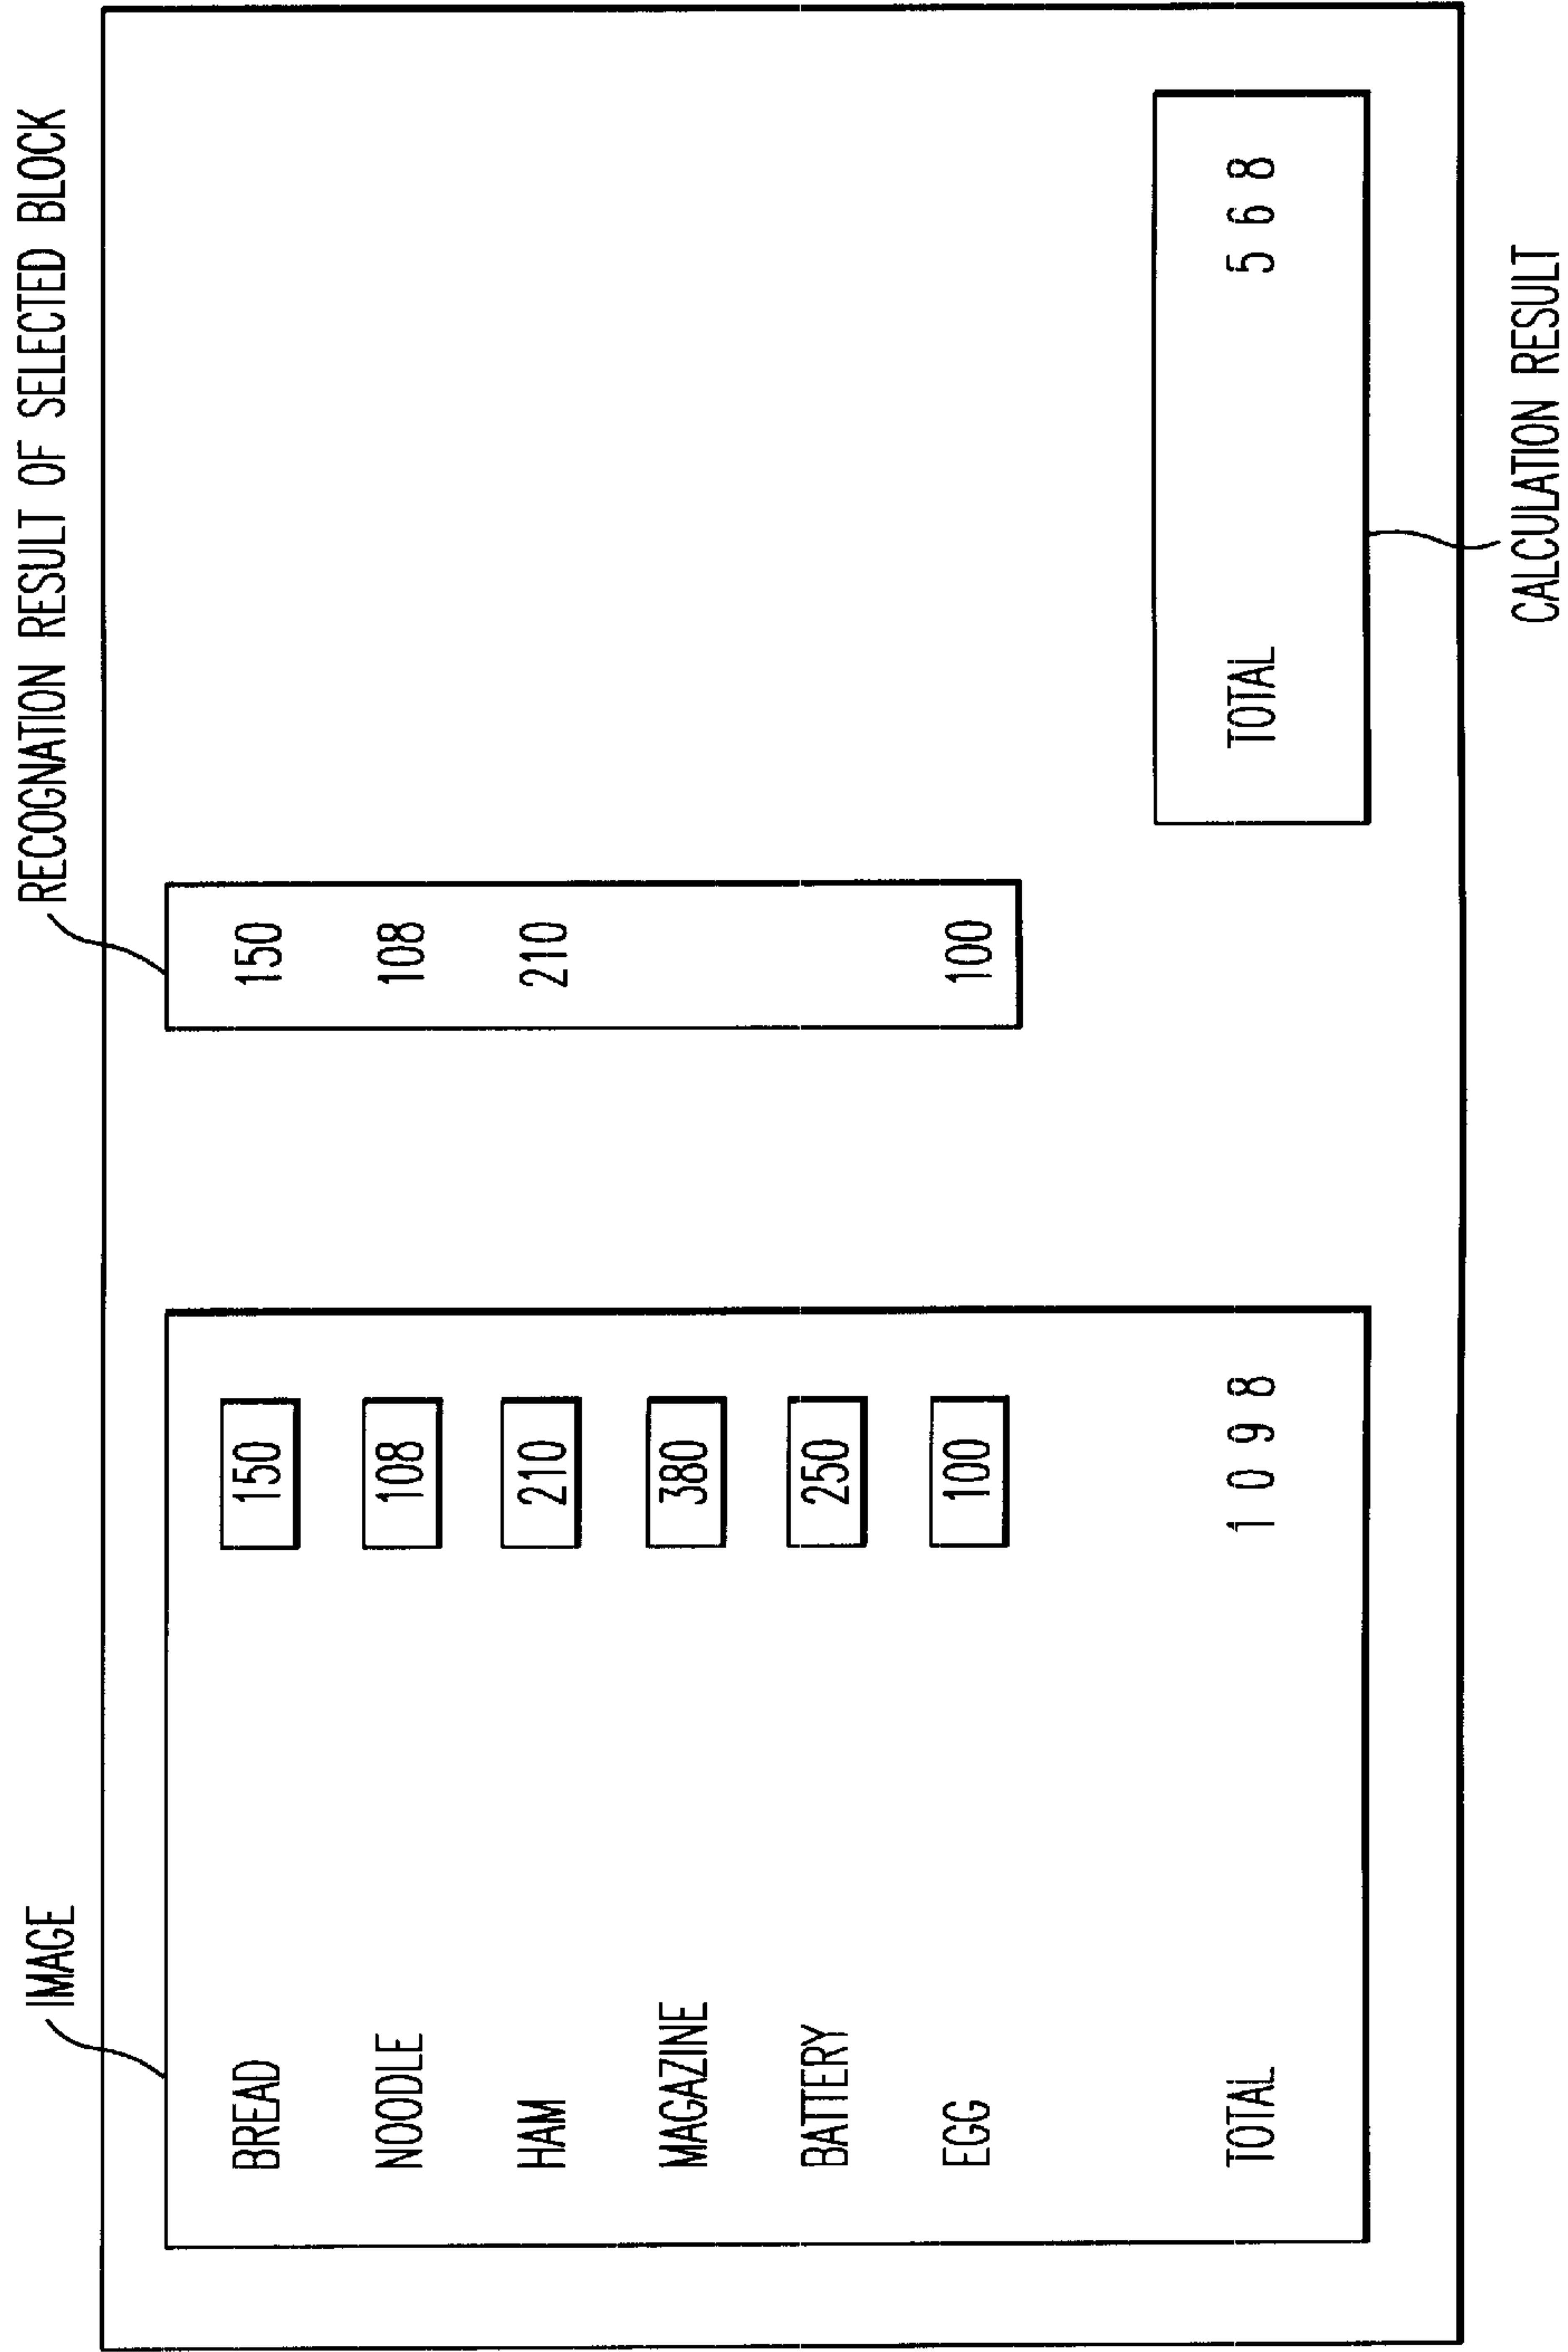 IMAGE
RECOGNATION RESULT OF SELECTED BLOCK
BREAD 150
NOODLE 108
HAM 210
MAGAZINE 380
BATTERY 250
EGG 100
TOTAL 1 0 9 8
150
108
210
100
TOTAL 5 6 8
CALCULATION RESULT